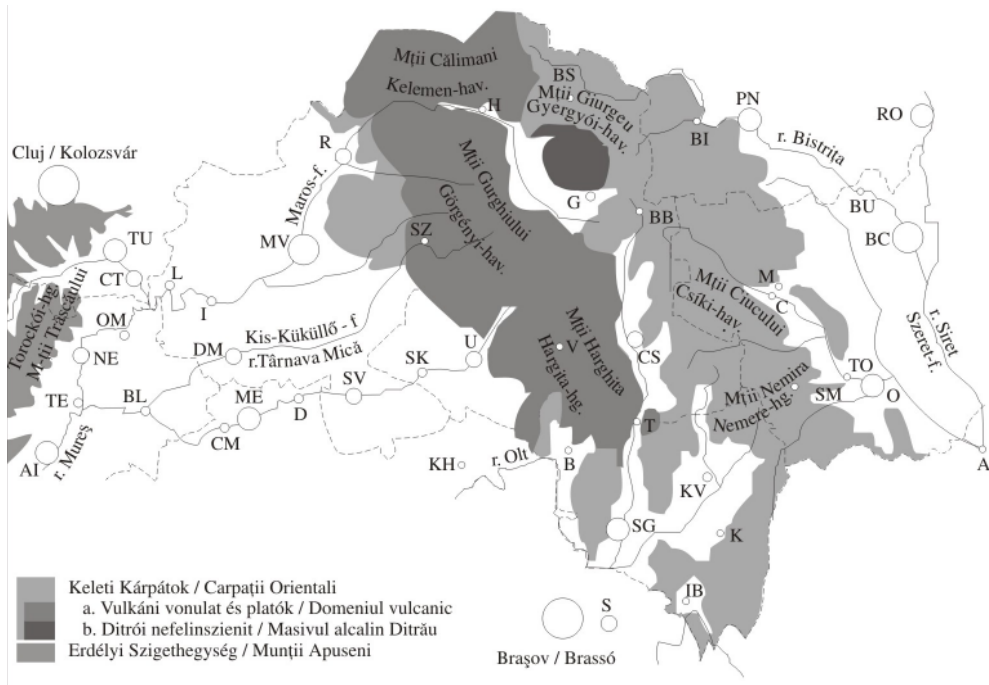 Mții Călimani
Kelemen-hav.
BS
Mții Giurgeu
Gyergyói-hav.
H
PN
RO
BI
r. Bistrița
Cluj / Kolozsvár
R
Maros-f.
Mții Gurghiului
Görgényi-hav.
G
BB
BU
BC
SZ
MV
TU
CT
L
I
M
C
Mții Ciucului
Csíki-hav.
Torockói-hg.
Mții Trăscăului
OM
NE
Kis-Küküllő - f
r.Târnava Mică
DM
SK
U
Mții Harghita
Hargita-hg.
V
CS
r. Siret
Szeret-f.
TO
O
SM
Mții Nemira
Nemere-hg.
TE
BL
ME
CM
D
SV
T
AI
r. Mureș
KH
r. Olt
B
KV
A
SG
K
IB
S
Brașov / Brassó
Keleti Kárpátok / Carpații Orientali
a. Vulkáni vonulat és platók / Domeniul vulcanic
b. Ditrói nefelinszienit / Masivul alcalin Ditrău
Erdélyi Szigethegység / Munții Apuseni